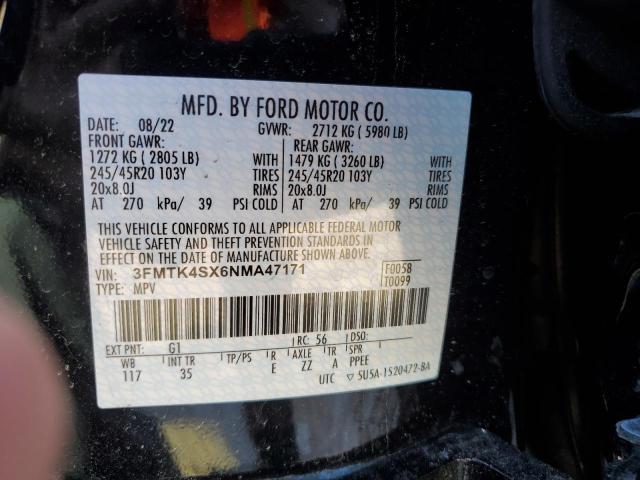 MFD. BY FORD MOTOR CO.
DATE: 08/22 GVWR: 2712 KG ( 5980 LB)
FRONT GAWR: REAR GAWR:
1272 KG ( 2805 LB) WITH 1479 KG ( 3260 LB) WITH
245/45R20 103Y TIRES 245/45R20 103Y TIRES
20x8.0J RIMS 20x8.0J RIMS
AT 270 kPa/ 39 PSI COLD AT 270 kPa/ 39 PSI COLD
THIS VEHICLE CONFORMS TO ALL APPLICABLE FEDERAL MOTOR
VEHICLE SAFETY AND THEFT PREVENTION STANDARDS IN
EFFECT ON THE DATE OF MANUFACTURE SHOWN ABOVE.
VIN: 3FMTK4SX6NMA47171 F0058
TYPE: MPV T0099
EXT PNT: G1 RC: 56 DSO:
WB INT TR TP/PS R AXLE TR SPR
117 35 E ZZ A PPEE
UTC ▽ 5U5A-1520472-BA